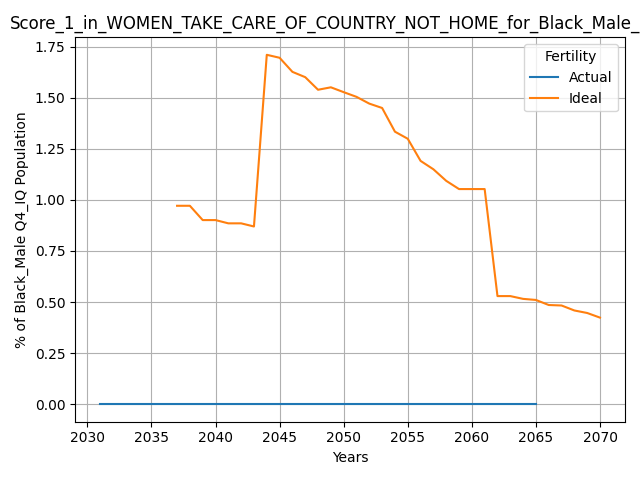 Score_1_in_WOMEN_TAKE_CARE_OF_COUNTRY_NOT_HOME_for_Black_Male_
Fertility
Actual
Ideal
% of Black_Male Q4_IQ Population
1.75
1.50
1.25
1.00
0.75
0.50
0.25
0.00
2030 2035 2040 2045 2050 2055 2060 2065 2070
Years